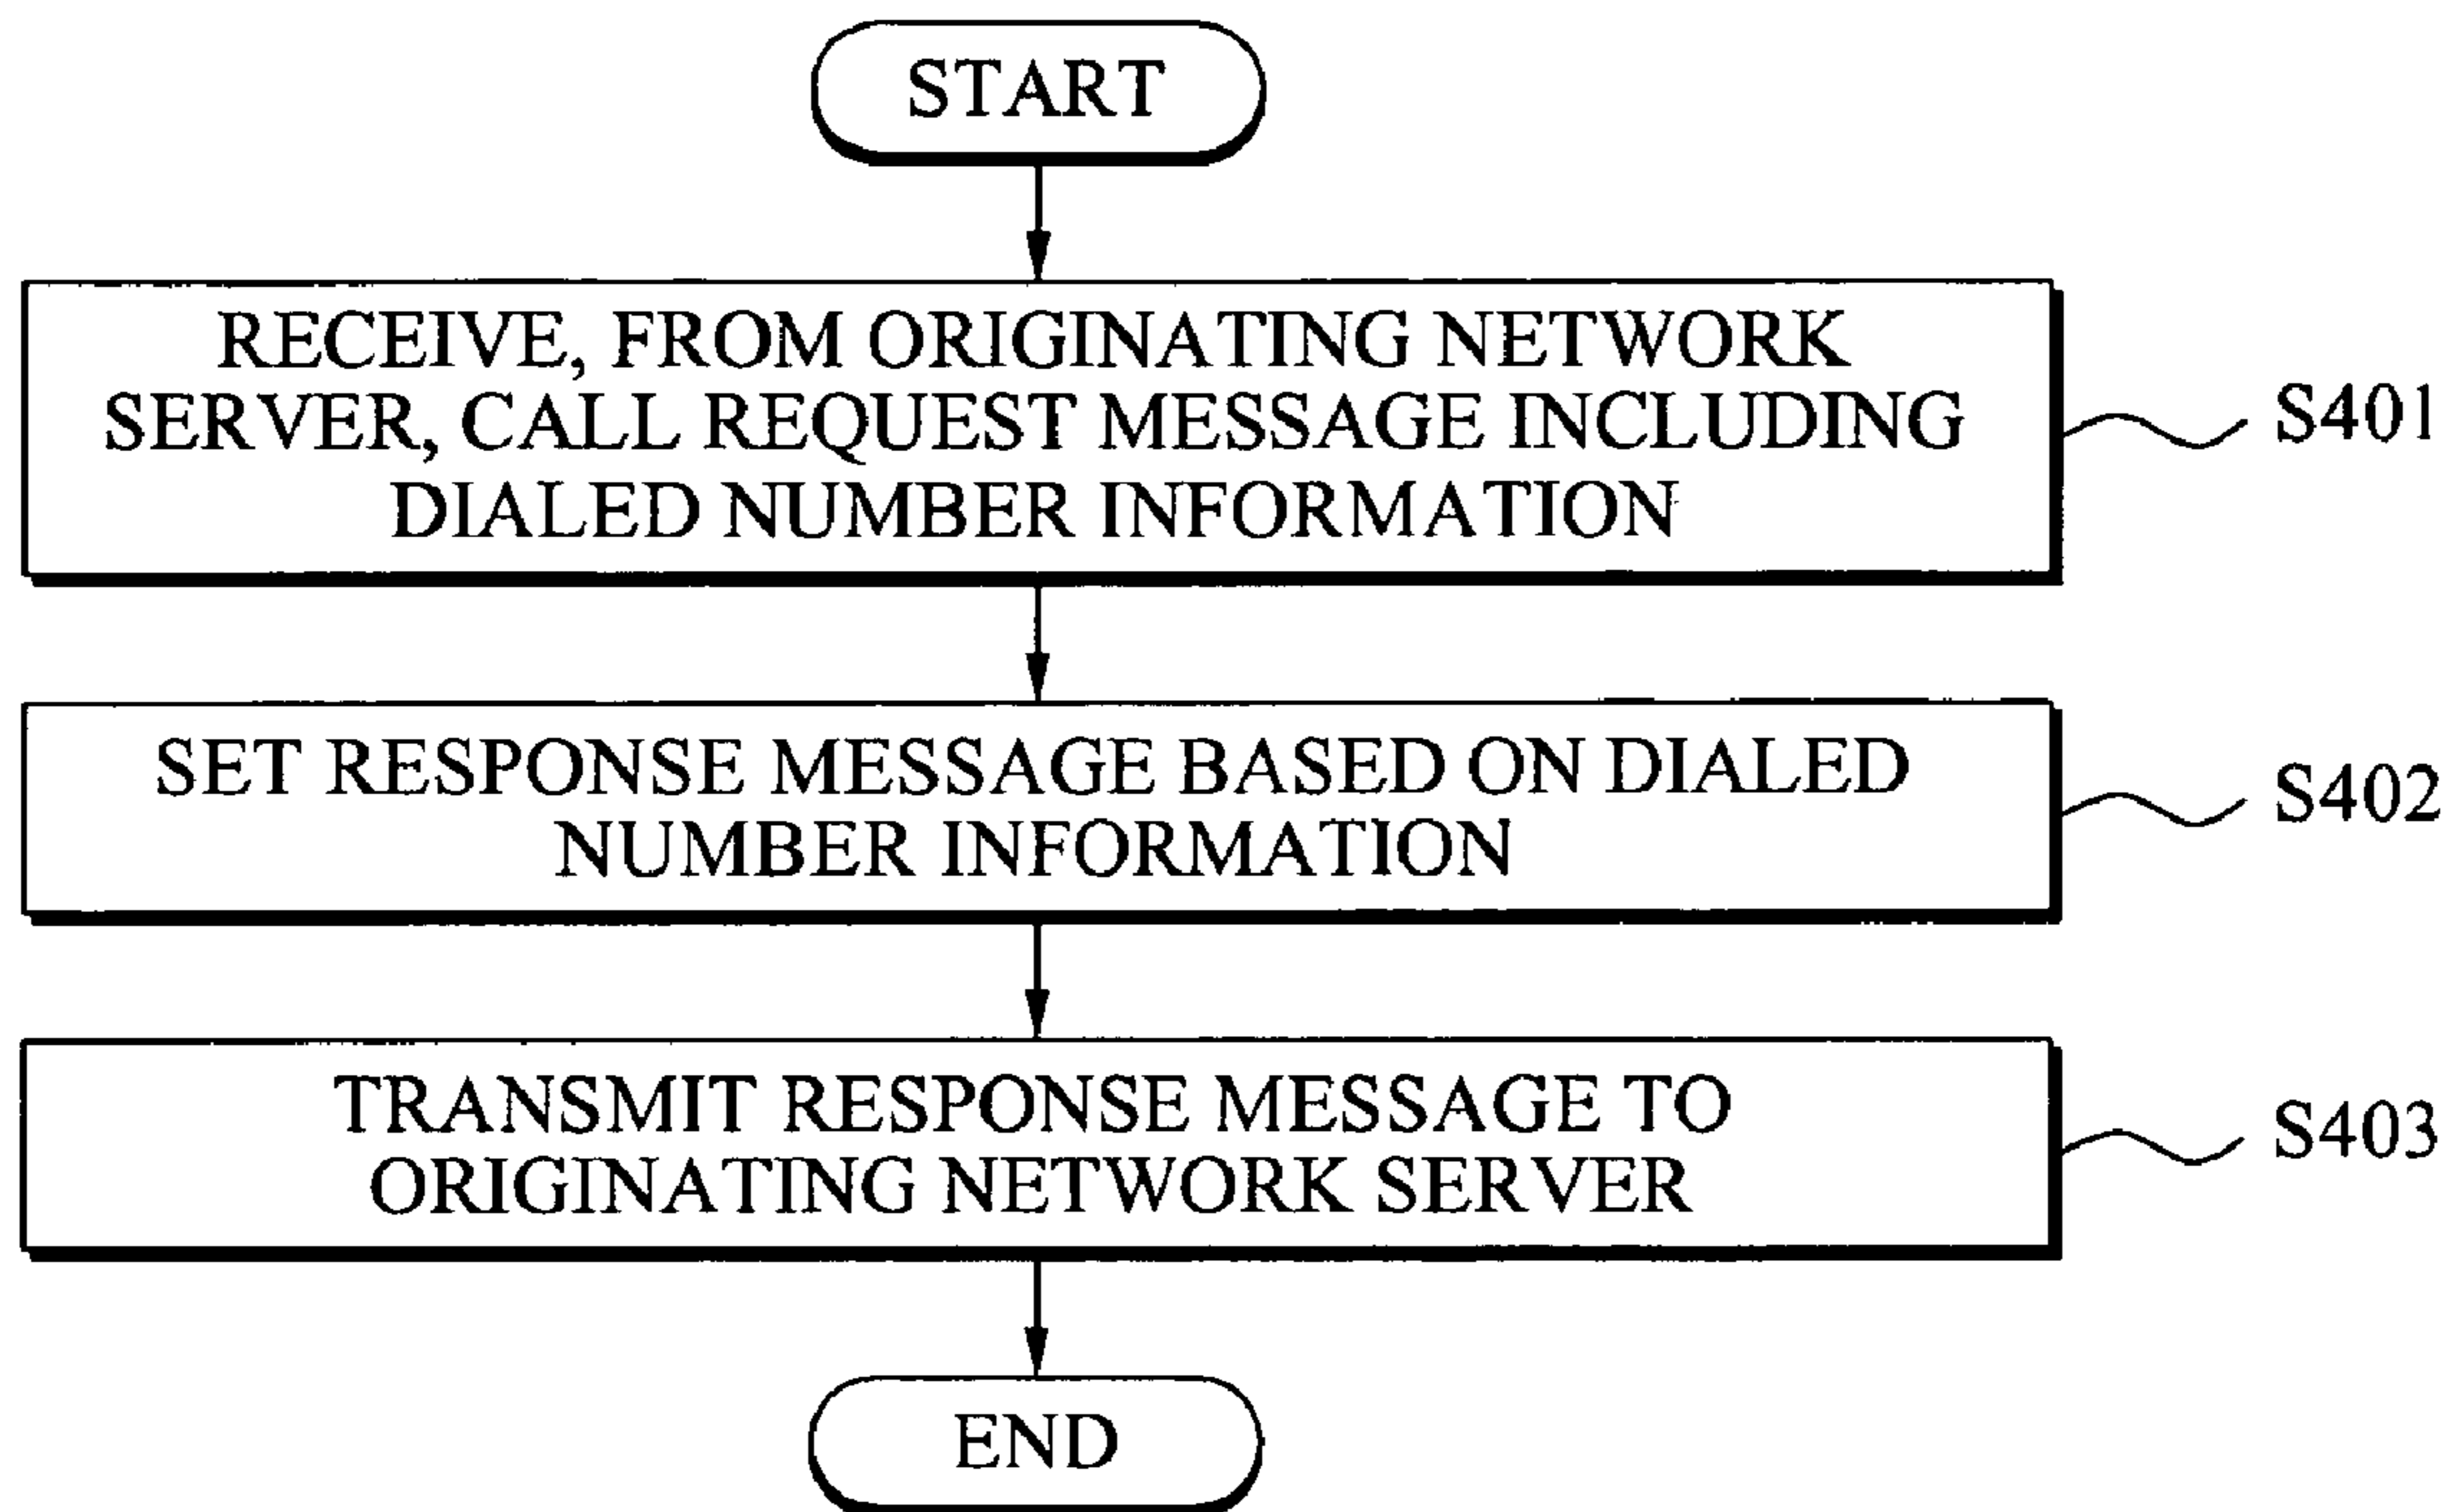 START
RECEIVE, FROM ORIGINATING NETWORK
SERVER, CALL REQUEST MESSAGE INCLUDING
DIALED NUMBER INFORMATION
S401
SET RESPONSE MESSAGE BASED ON DIALED
NUMBER INFORMATION
S402
TRANSMIT RESPONSE MESSAGE TO
ORIGINATING NETWORK SERVER
S403
END